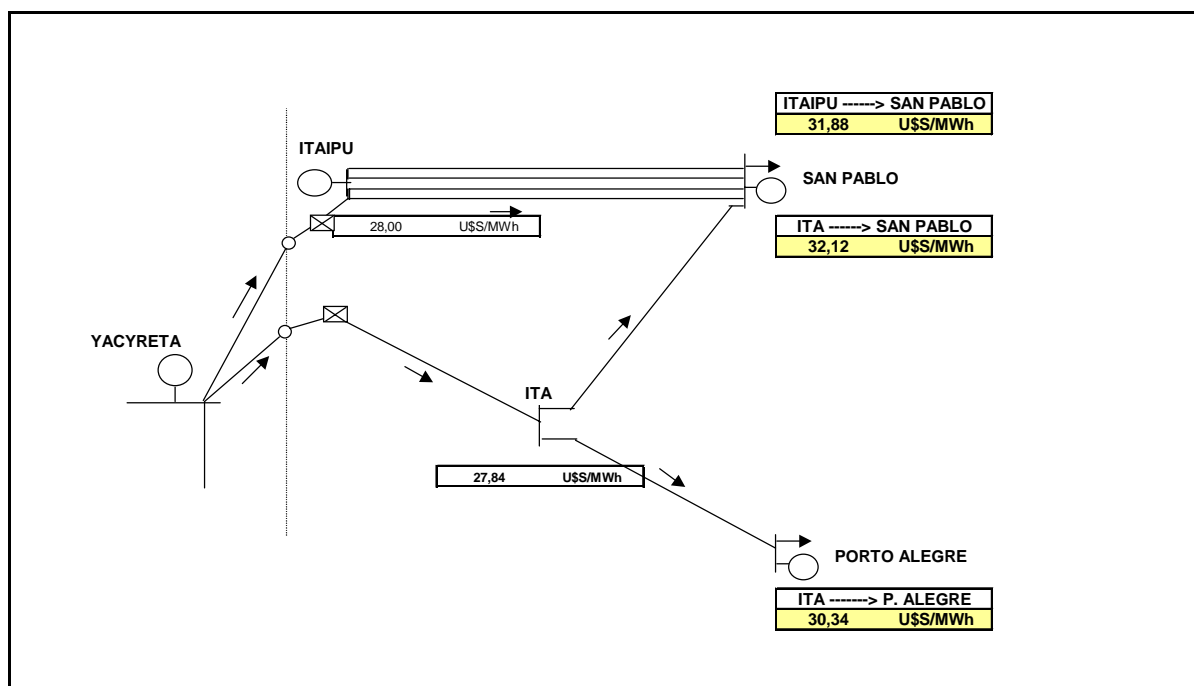 ITAIPU ------> SAN PABLO
31,88 U$S/MWh
ITAIPU
SAN PABLO
28,00 U$S/MWh
ITA ------> SAN PABLO
32,12 U$S/MWh
YACYRETA
ITA
27,84 U$S/MWh
PORTO ALEGRE
ITA -------> P. ALEGRE
30,34 U$S/MWh